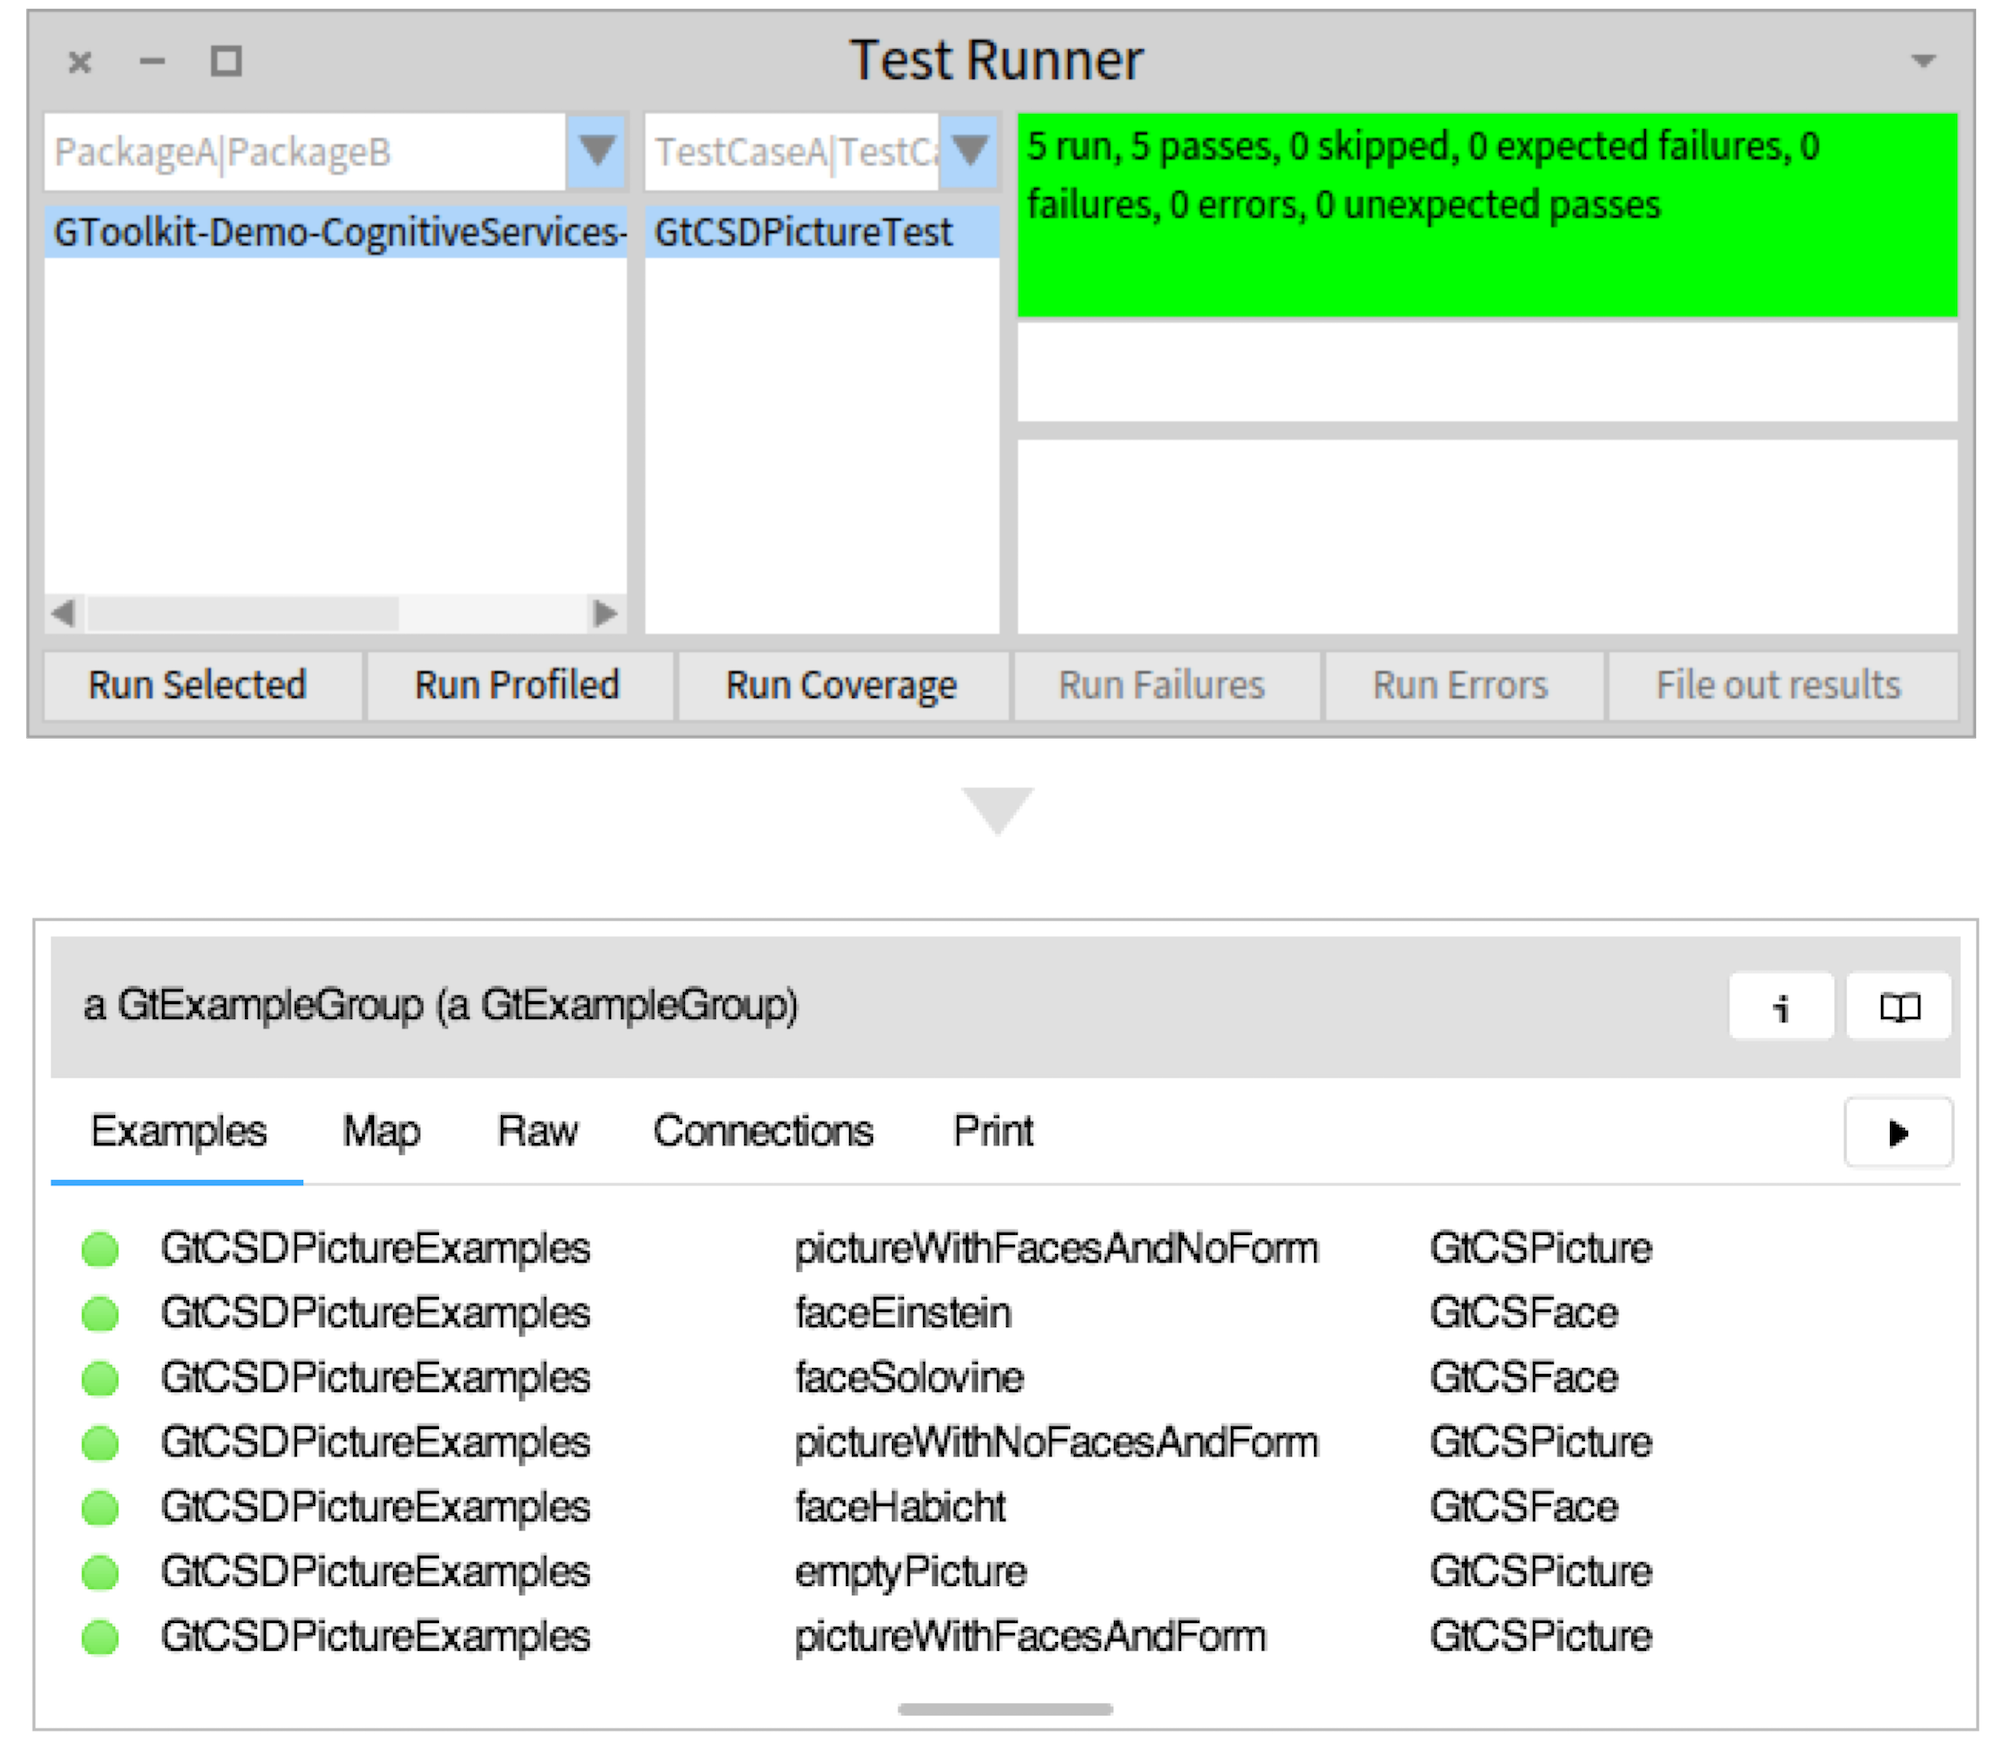 Test Runner
PackageA|PackageB
TestCaseA|TestCa
5 run, 5 passes, 0 skipped, 0 expected failures, 0
failures, 0 errors, 0 unexpected passes
GToolkit-Demo-CognitiveServices-
GtCSDPictureTest
Run Selected
Run Profiled
Run Coverage
Run Failures
Run Errors
File out results
a GtExampleGroup (a GtExampleGroup)
i
Examples Map Raw Connections Print
GtCSDPictureExamples pictureWithFacesAndNoForm GtCSPicture
GtCSDPictureExamples faceEinstein GtCSFace
GtCSDPictureExamples faceSolovine GtCSFace
GtCSDPictureExamples pictureWithNoFacesAndForm GtCSPicture
GtCSDPictureExamples faceHabicht GtCSFace
GtCSDPictureExamples emptyPicture GtCSPicture
GtCSDPictureExamples pictureWithFacesAndForm GtCSPicture